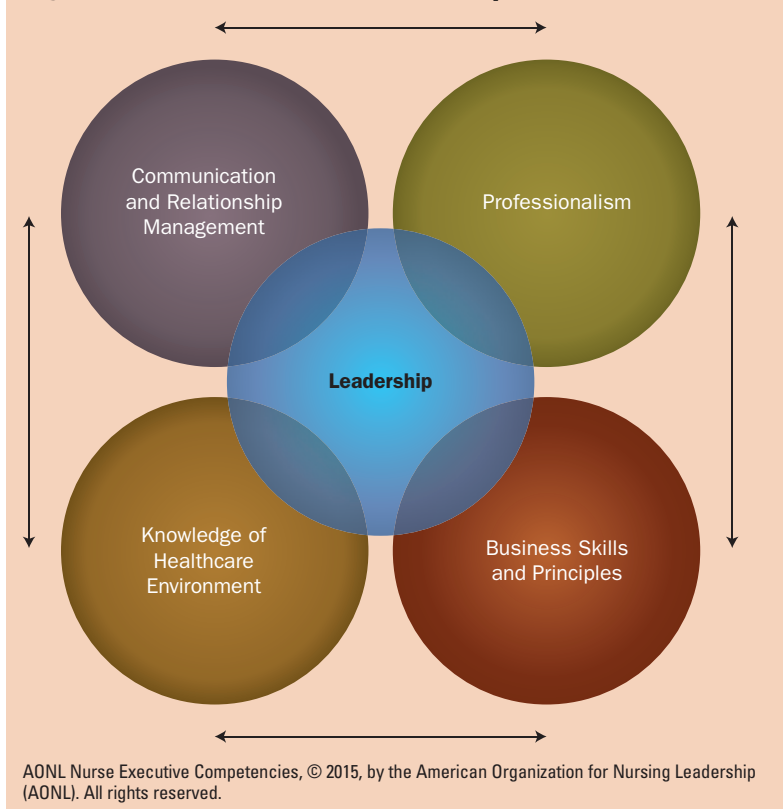 Communication
and Relationship
Management
Professionalism
Leadership
Knowledge of
Healthcare
Environment
Business Skills
and Principles
AONL Nurse Executive Competencies, © 2015, by the American Organization for Nursing Leadership
(AONL). All rights reserved.